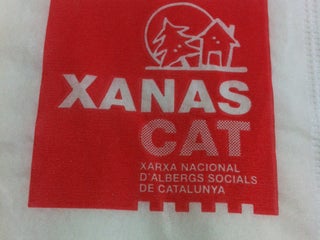 XANAS
CAT
XARXA NACIONAL
D'ALBERGS SOCIALS
DE CATALUNYA